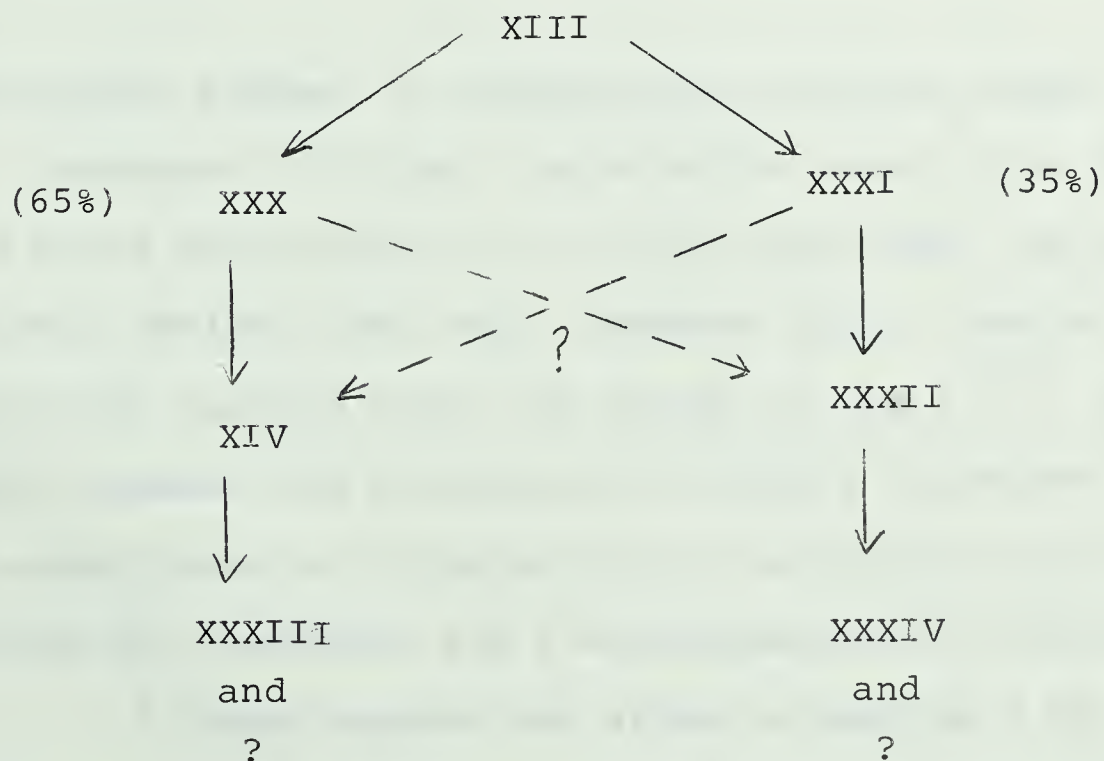 XIII
(65%) XXX XXXI (35%)
?
XIV XXXII
XXXIII XXXIV
and and
? ?